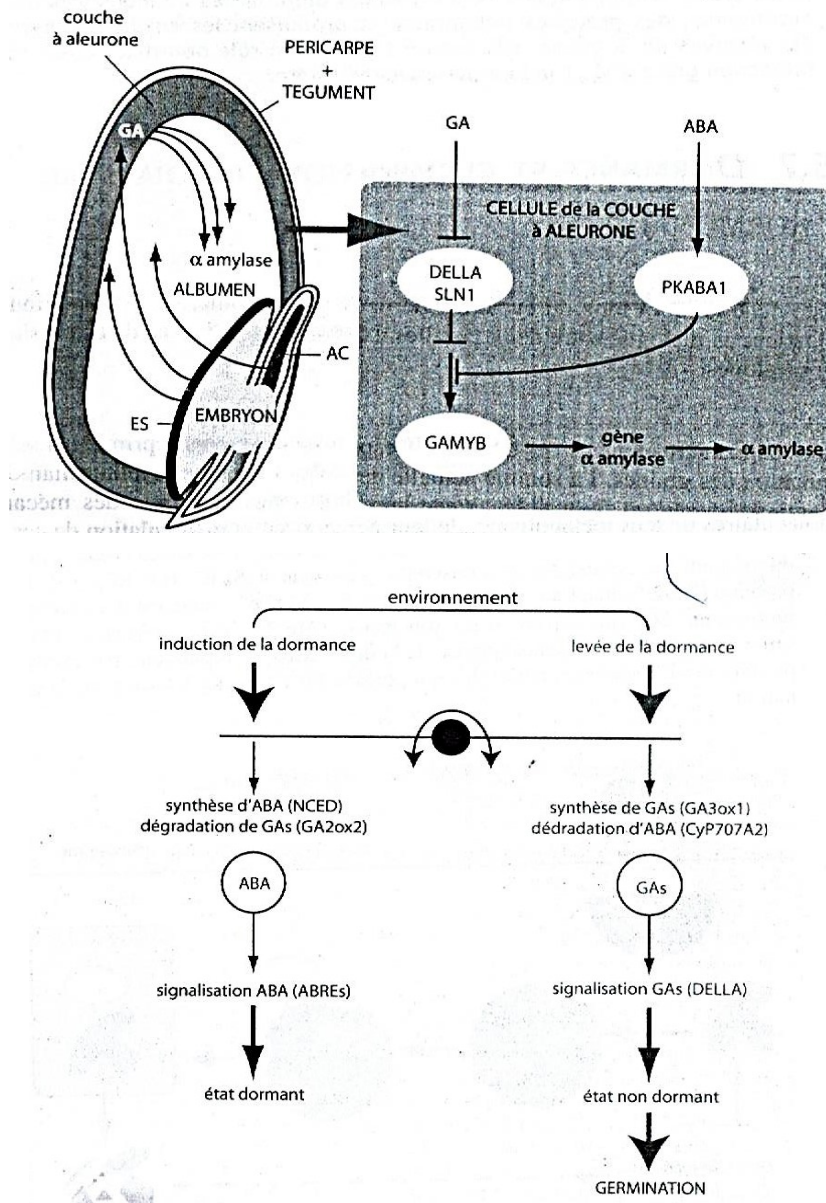 couche
à aleurone
PERICARPE
+
TEGUMENT
GA
α amylase
ALBUMEN
AC
ES
EMBRYON
GA
ABA
CELLULE de la COUCHE
à ALEURONE
DELLA
SLN1
PKABA1
GAMYB
gène
α amylase
α amylase
environnement
induction de la dormance
levée de la dormance
synthèse d'ABA (NCED)
dégradation de GAs (GA2ox2)
synthèse de GAs (GA3ox1)
dédradation d'ABA (CyP707A2)
ABA
GAs
signalisation ABA (ABREs)
signalisation GAs (DELLA)
état dormant
état non dormant
GERMINATION